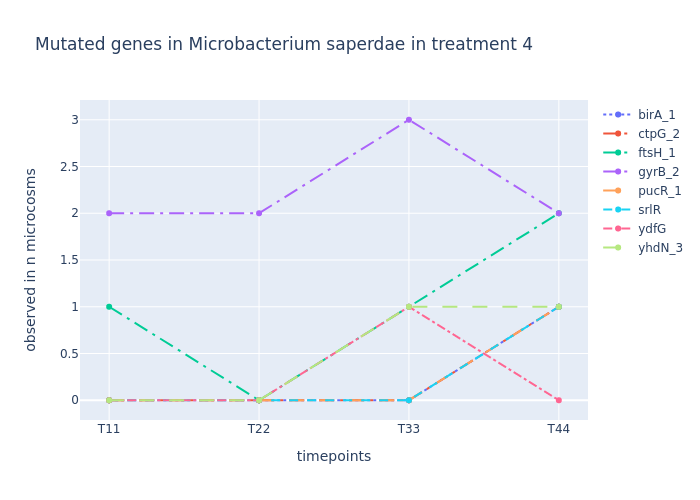 Mutated genes in Microbacterium saperdae in treatment 4
observed in n microcosms
3
2.5
2
1.5
1
0.5
0
T11 T22 T33 T44
timepoints
birA_1
ctpG_2
ftsH_1
gyrB_2
pucR_1
srlR
ydfG
yhdN_3